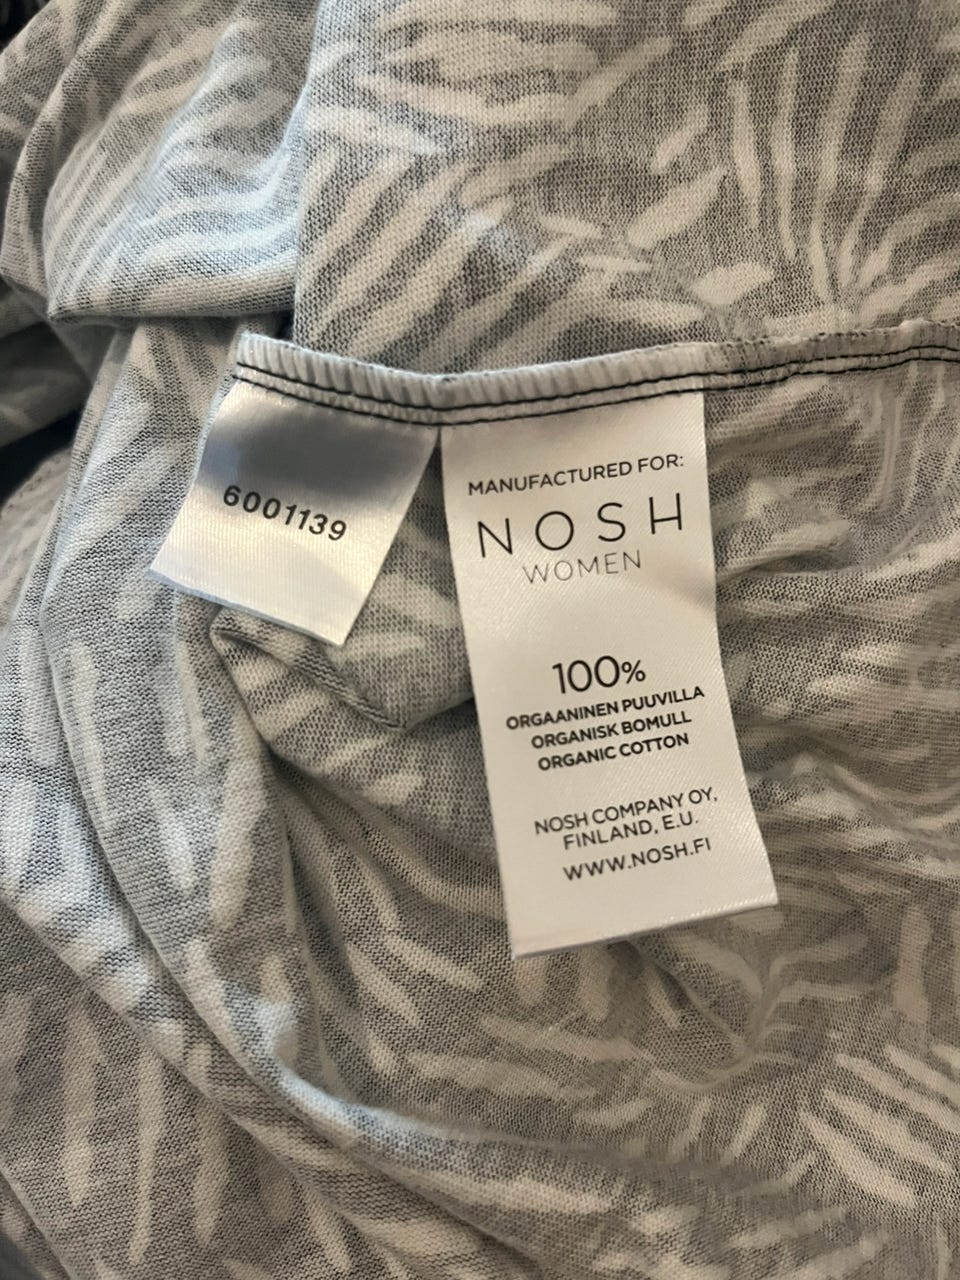 6001139
MANUFACTURED FOR:
NOSH
WOMEN
100%
ORGAANINEN PUUVILLA
ORGANISK BOMULL
ORGANIC COTTON
NOSH COMPANY OY,
FINLAND, E.U.
WWW.NOSH.FI